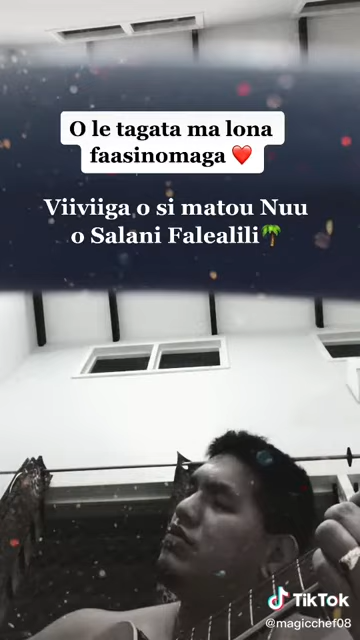 O le tagata ma lona
faasinomaga ❤️
Viiviiga o si matou Nuu
o Salani Falealili🌴
TikTok
@magicchef08